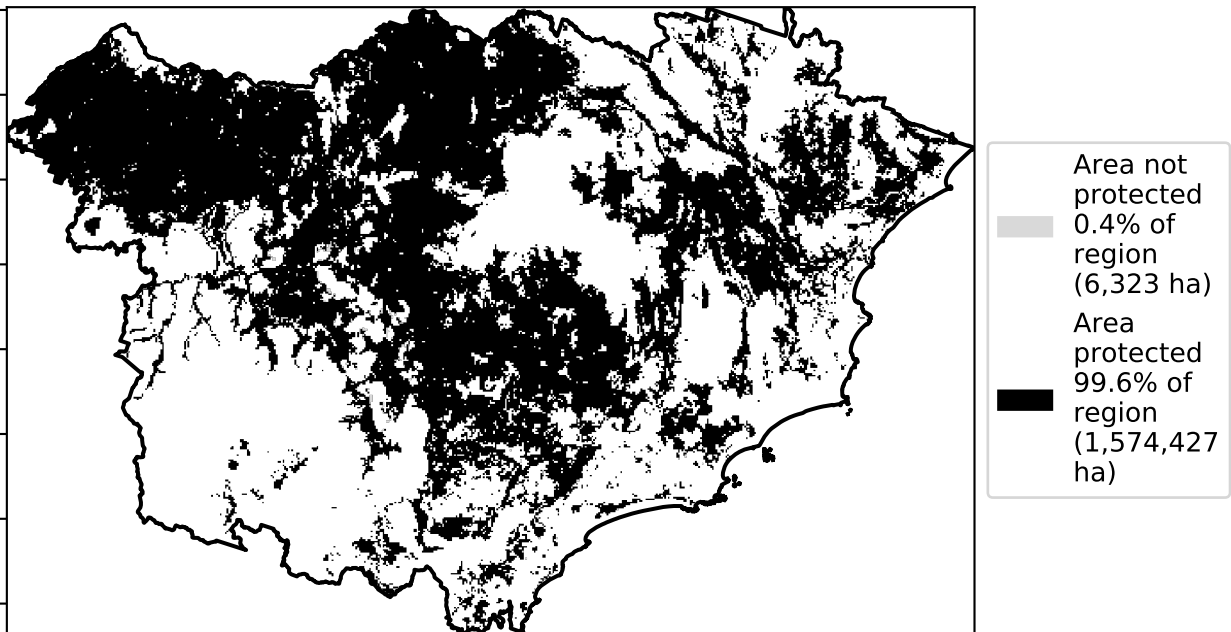 Area not
protected
0.4% of
region
(6,323 ha)
Area
protected
99.6% of
region
(1,574,427
ha)